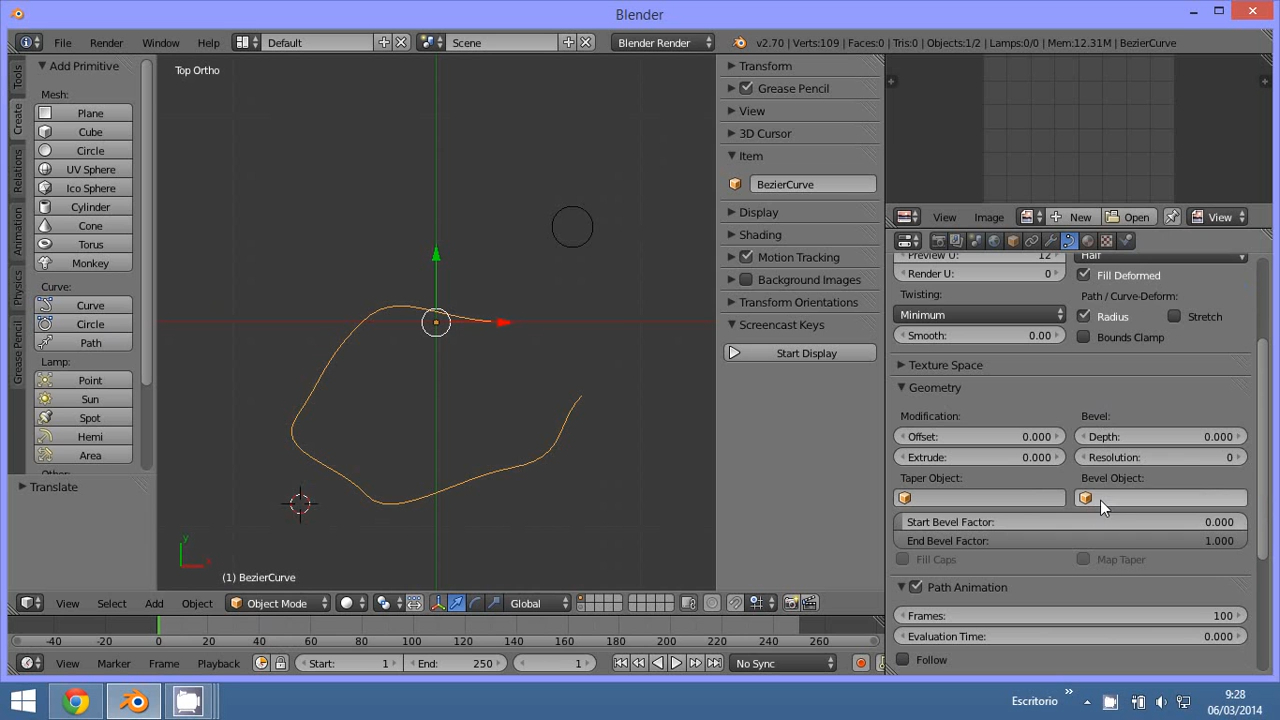 Blender
File Render Window Help Default Scene Blender Render v2.70 | Verts:109 | Faces:0 | Tris:0 | Objects:1/2 | Lamps:0/0 | Mem:12.31M | BezierCurve
Tools
Create
Relations
Animation
Physics
Grease Pencil
Add Primitive
Mesh:
Plane
Cube
Circle
UV Sphere
Ico Sphere
Cylinder
Cone
Torus
Monkey
Curve:
Bezier
Circle
Path
Lamp:
Point
Sun
Spot
Hemi
Area
Translate
Top Ortho
y
x
(1) BezierCurve
Transform
Grease Pencil
View
3D Cursor
Item
BezierCurve
Display
Shading
Motion Tracking
Background Images
Transform Orientations
Screencast Keys
Start Display
View Image New Open View
Preview U: 12 Half
Render U: 0 Fill Deformed
Twisting: Path / Curve-Deform:
Minimum Radius Stretch
Smooth: 0.00 Bounds Clamp
Texture Space
Geometry
Modification: Bevel:
Offset: 0.000 Depth: 0.000
Extrude: 0.000 Resolution: 0
Taper Object: Bevel Object:
Start Bevel Factor: 0.000
End Bevel Factor: 1.000
Fill Caps Map Taper
Path Animation
Frames: 100
Evaluation Time: 0.000
Follow
View Select Add Object Object Mode Global
-40 -20 0 20 40 60 80 100 120 140 160 180 200 220 240 260
View Marker Frame Playback Start: 1 End: 250 1 No Sync
Escritorio » 9:28
06/03/2014